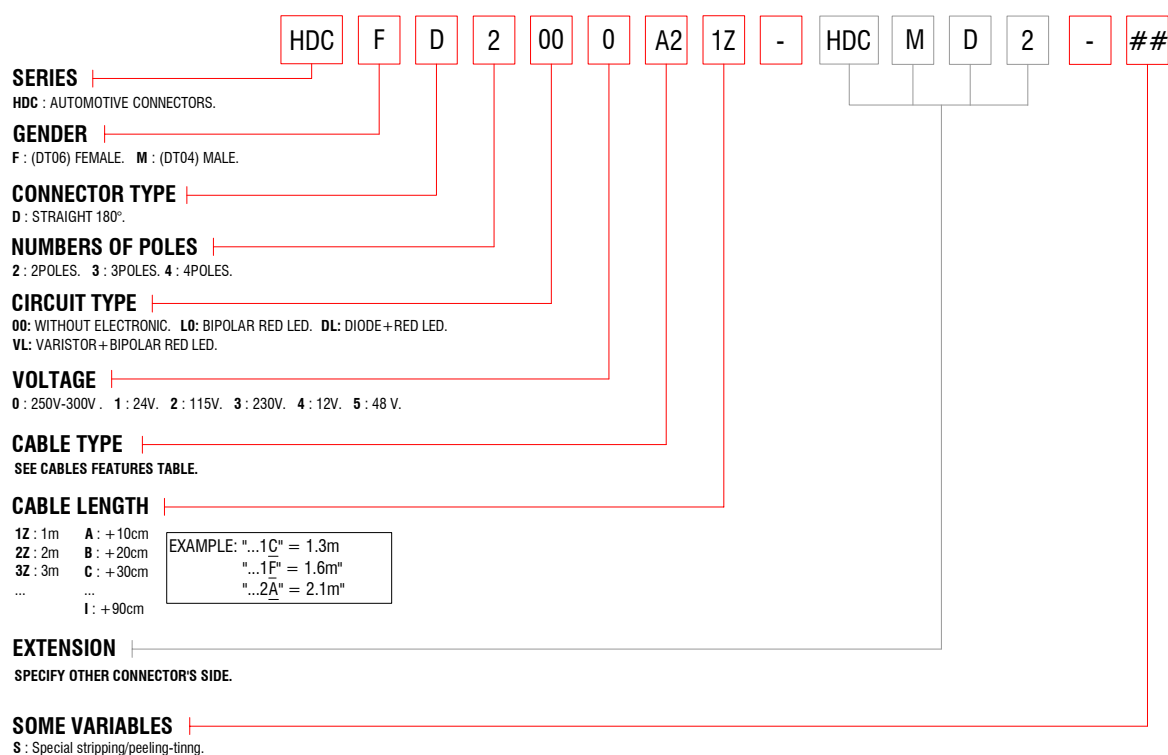 HDC F D 2 00 0 A2 1Z - HDC M D 2 - ##
SERIES
HDC : AUTOMOTIVE CONNECTORS.
GENDER
F : (DT06) FEMALE. M : (DT04) MALE.
CONNECTOR TYPE
D : STRAIGHT 180°.
NUMBERS OF POLES
2 : 2POLES. 3 : 3POLES. 4 : 4POLES.
CIRCUIT TYPE
00: WITHOUT ELECTRONIC. L0: BIPOLAR RED LED. DL: DIODE+RED LED.
VL: VARISTOR+BIPOLAR RED LED.
VOLTAGE
0 : 250V-300V . 1 : 24V. 2 : 115V. 3 : 230V. 4 : 12V. 5 : 48 V.
CABLE TYPE
SEE CABLES FEATURES TABLE.
CABLE LENGTH
1Z : 1m A : +10cm
2Z : 2m B : +20cm
3Z : 3m C : +30cm
... ...
I : +90cm
EXAMPLE: "...1C" = 1.3m
"...1F" = 1.6m"
"...2A" = 2.1m"
EXTENSION
SPECIFY OTHER CONNECTOR'S SIDE.
SOME VARIABLES
S : Special stripping/peeling-tinng.